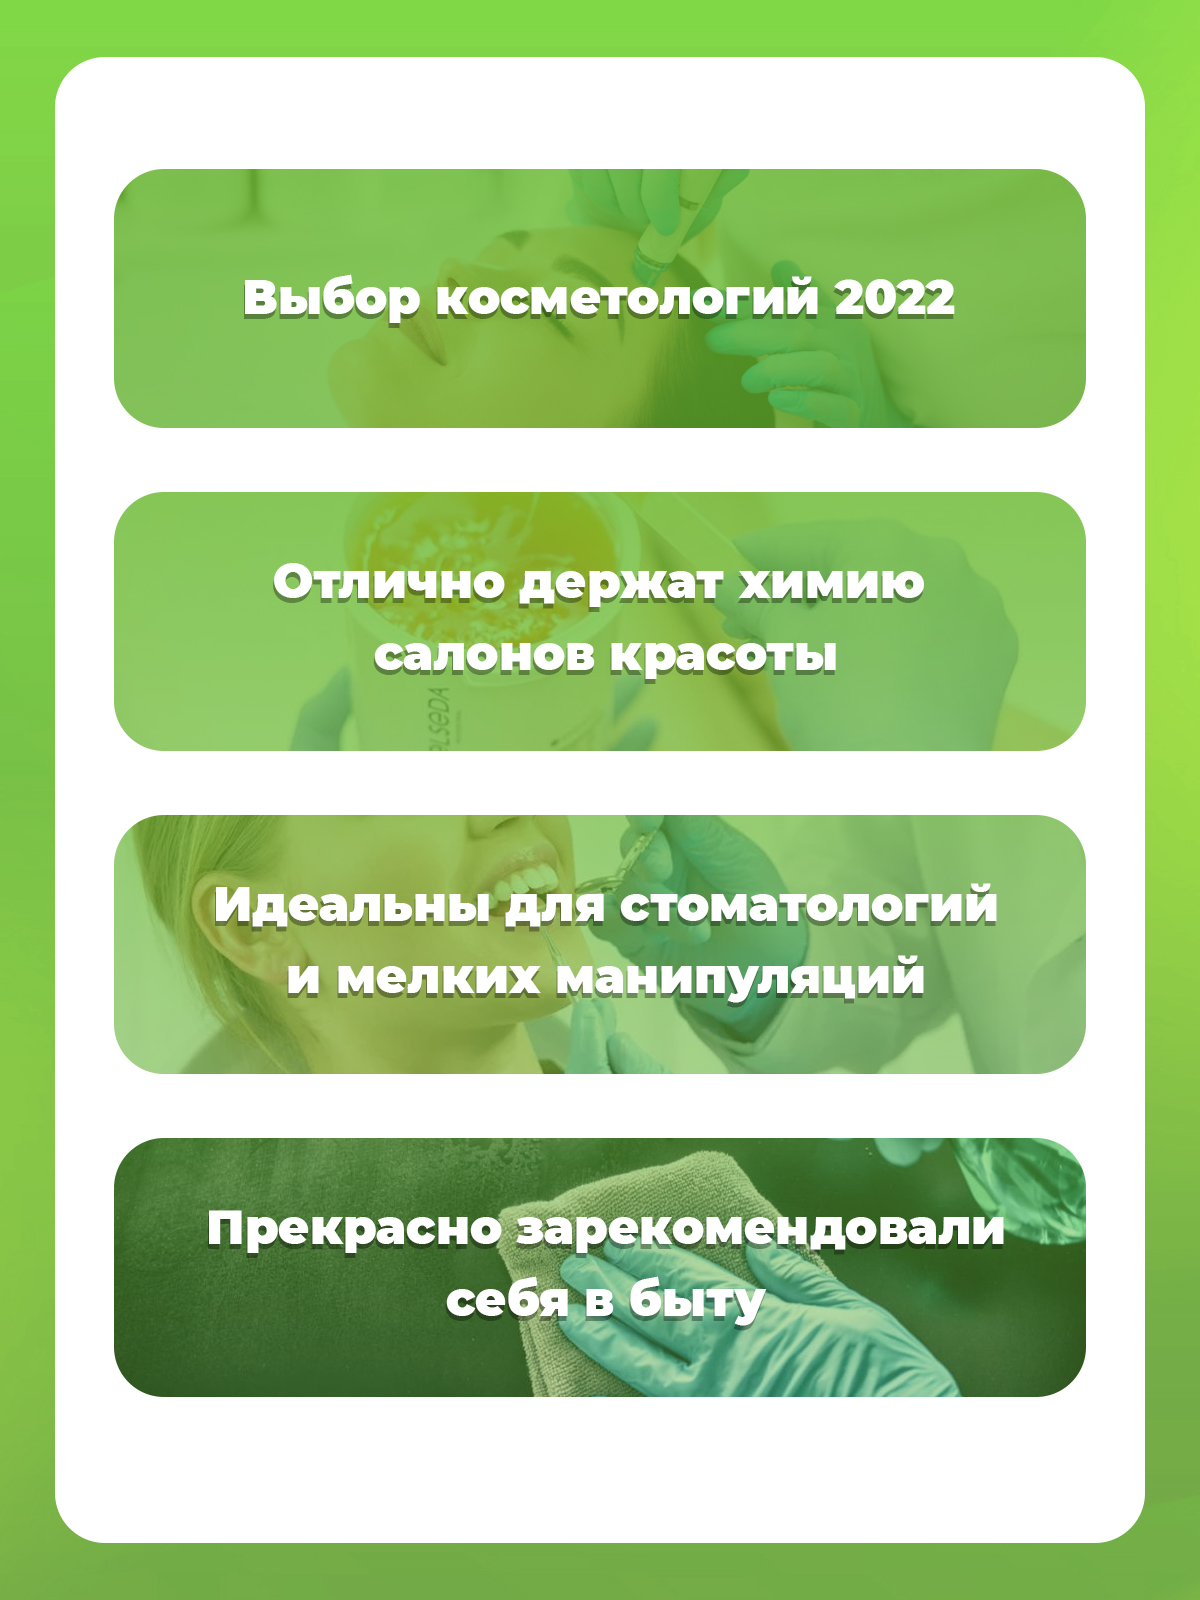 Выбор косметологий 2022
Отлично держат химию
салонов красоты
Идеальны для стоматологий
и мелких манипуляций
Прекрасно зарекомендовали
себя в быту